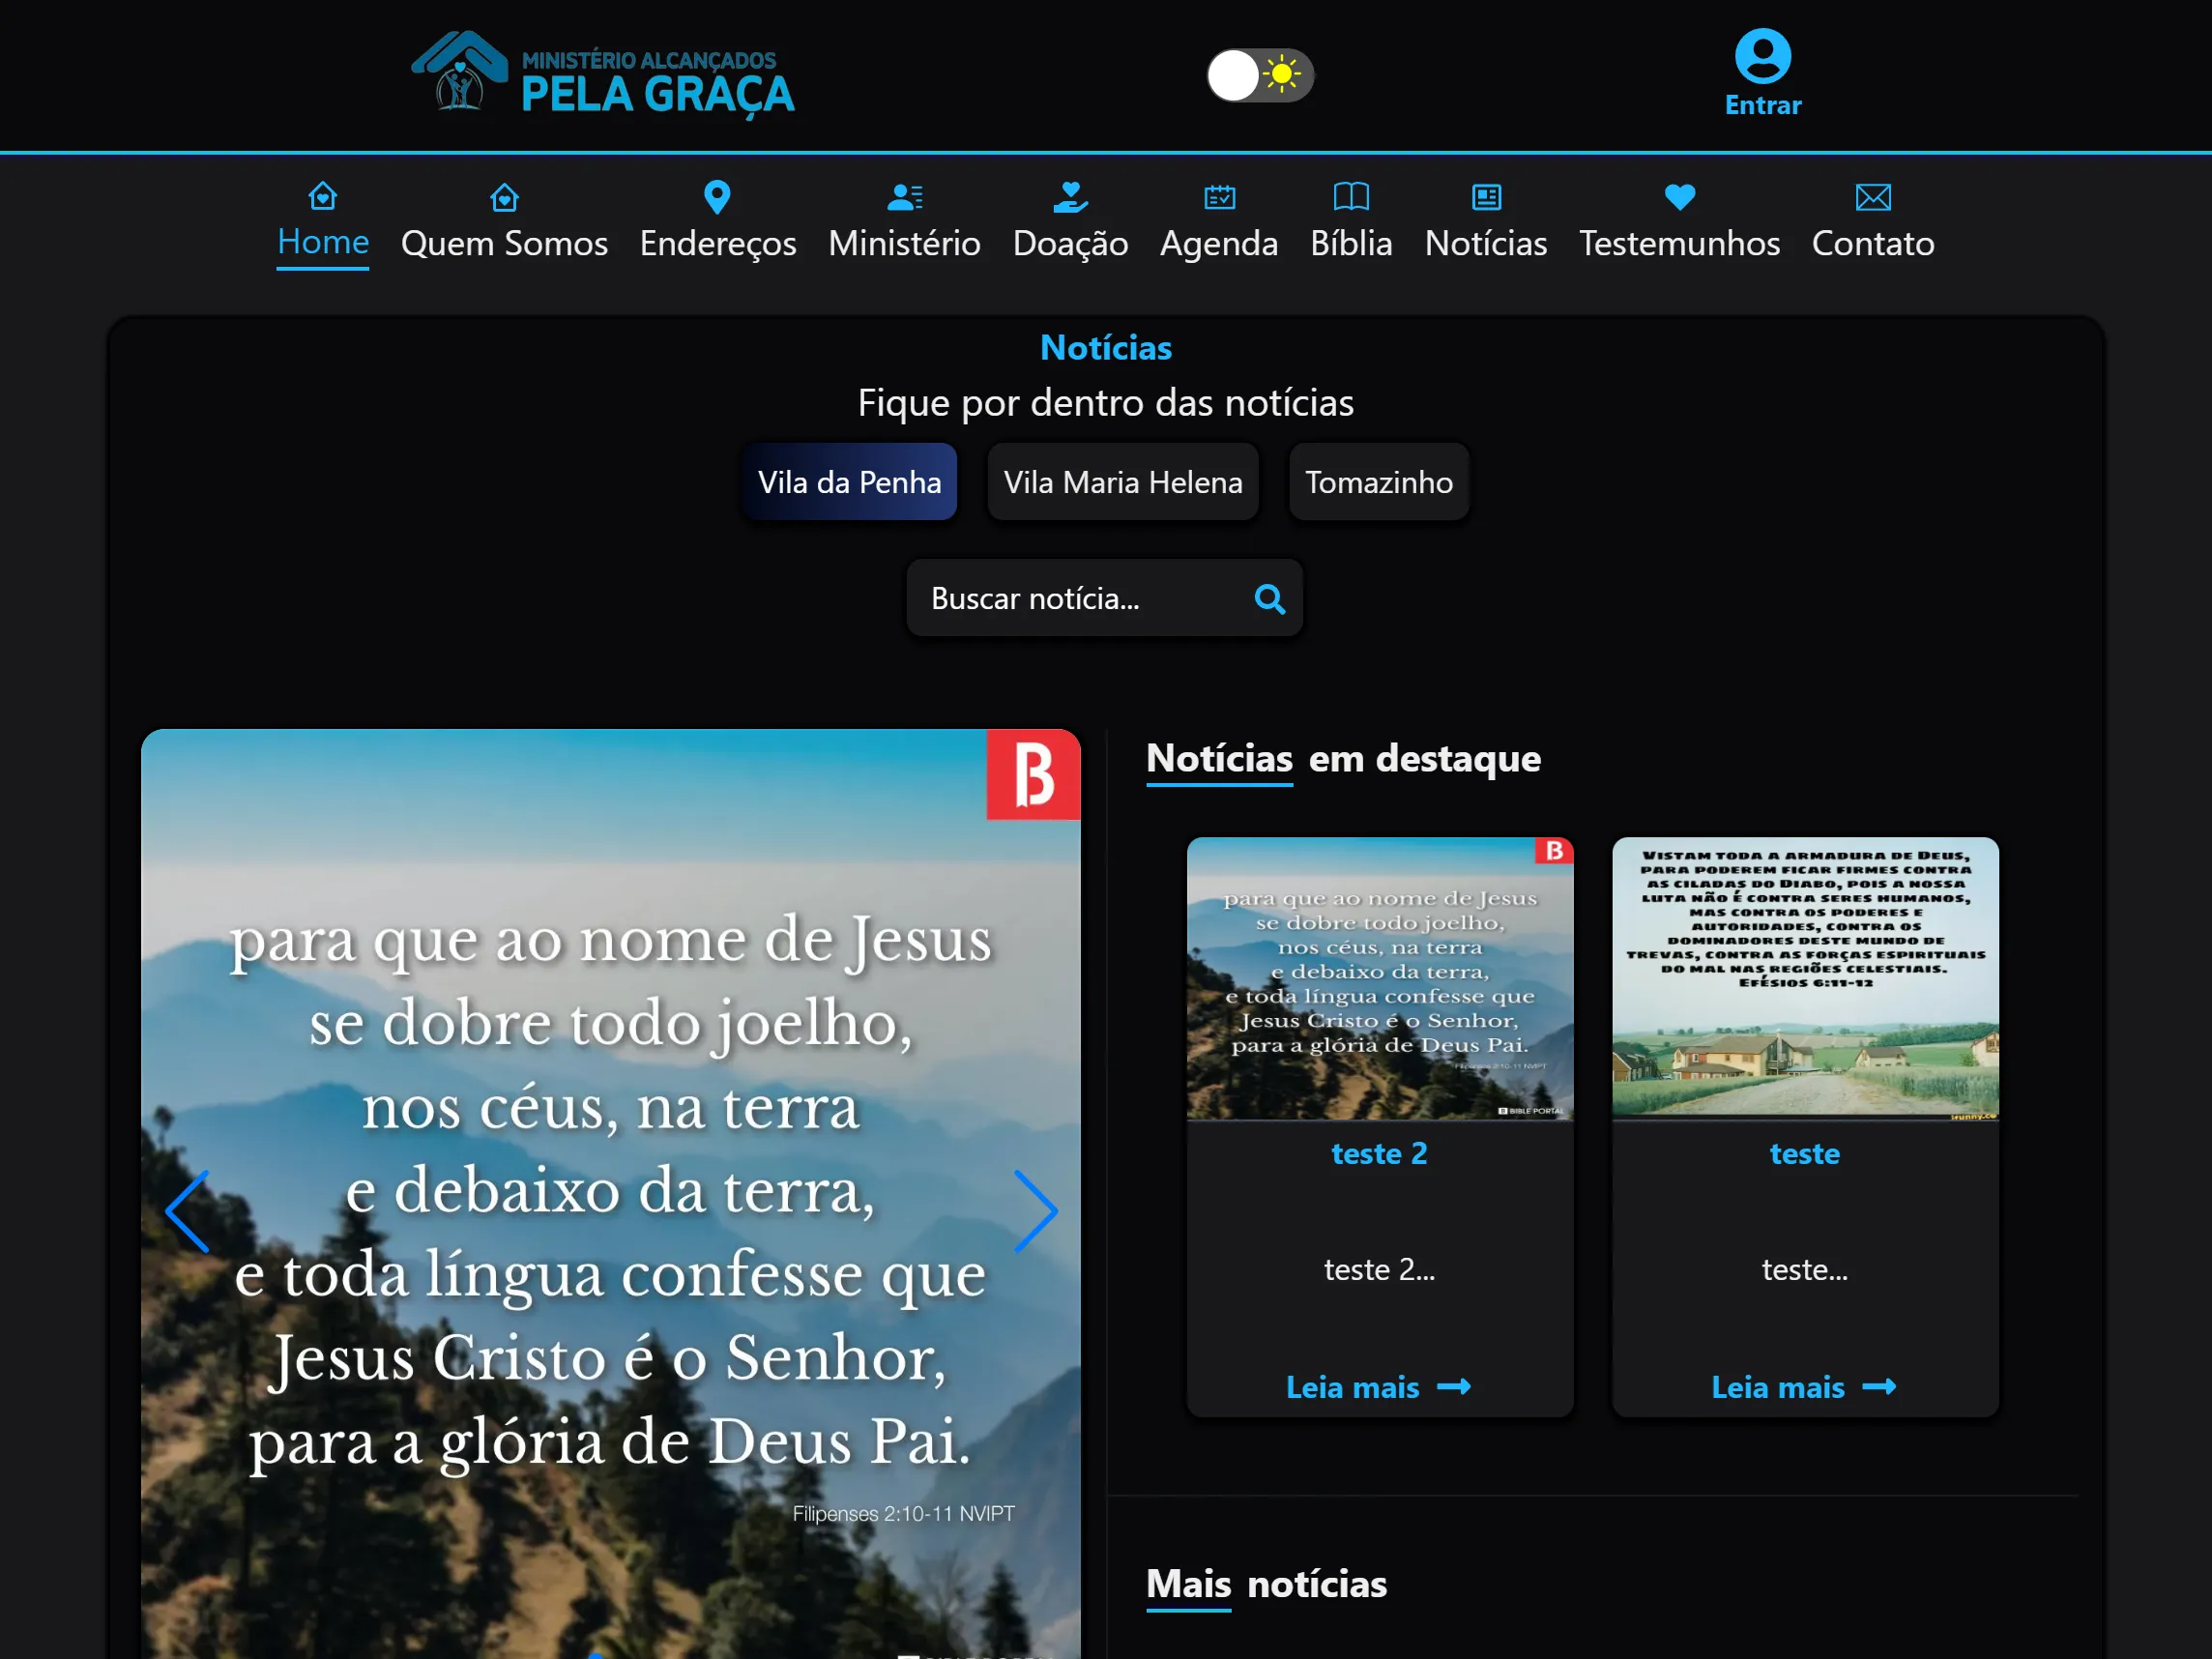 MINISTÉRIO ALCANÇADOS
PELA GRAÇA
Entrar
Home
Quem Somos
Endereços
Ministério
Doação
Agenda
Bíblia
Notícias
Testemunhos
Contato
Notícias
Fique por dentro das notícias
Vila da Penha
Vila Maria Helena
Tomazinho
Buscar notícia...
B
para que ao nome de Jesus
se dobre todo joelho,
nos céus, na terra
e debaixo da terra,
e toda língua confesse que
Jesus Cristo é o Senhor,
para a glória de Deus Pai.
Filipenses 2:10-11 NVIPT
Notícias em destaque
B
para que ao nome de Jesus
se dobre todo joelho,
nos céus, na terra
e debaixo da terra,
e toda língua confesse que
Jesus Cristo é o Senhor,
para a glória de Deus Pai.
Filipenses 2:10-11 NVIPT
BIBLE PORTAL
teste 2
teste 2...
Leia mais
VISTAM TODA A ARMADURA DE DEUS,
PARA PODEREM FICAR FIRMES CONTRA
AS CILADAS DO DIABO, POIS A NOSSA
LUTA NÃO É CONTRA SERES HUMANOS,
MAS CONTRA OS PODERES E
AUTORIDADES, CONTRA OS
DOMINADORES DESTE MUNDO DE
TREVAS, CONTRA AS FORÇAS ESPIRITUAIS
DO MAL NAS REGIÕES CELESTIAIS.
EFÉSIOS 6:11-12
ifunny.co
teste
teste...
Leia mais
Mais notícias